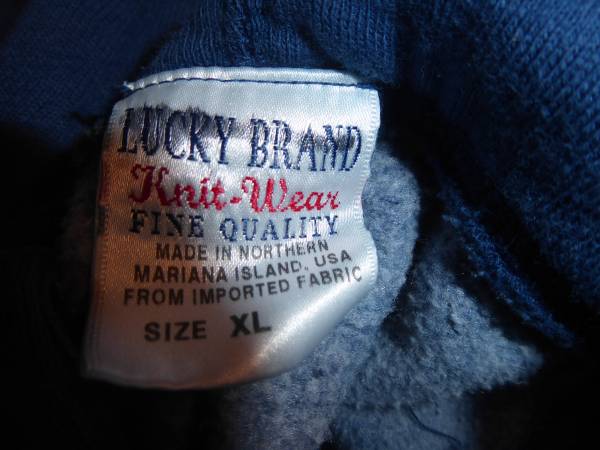 LUCKY BRAND
Knit-Wear
FINE QUALITY
MADE IN NORTHERN
MARIANA ISLAND. USA
FROM IMPORTED FABRIC
SIZE XL